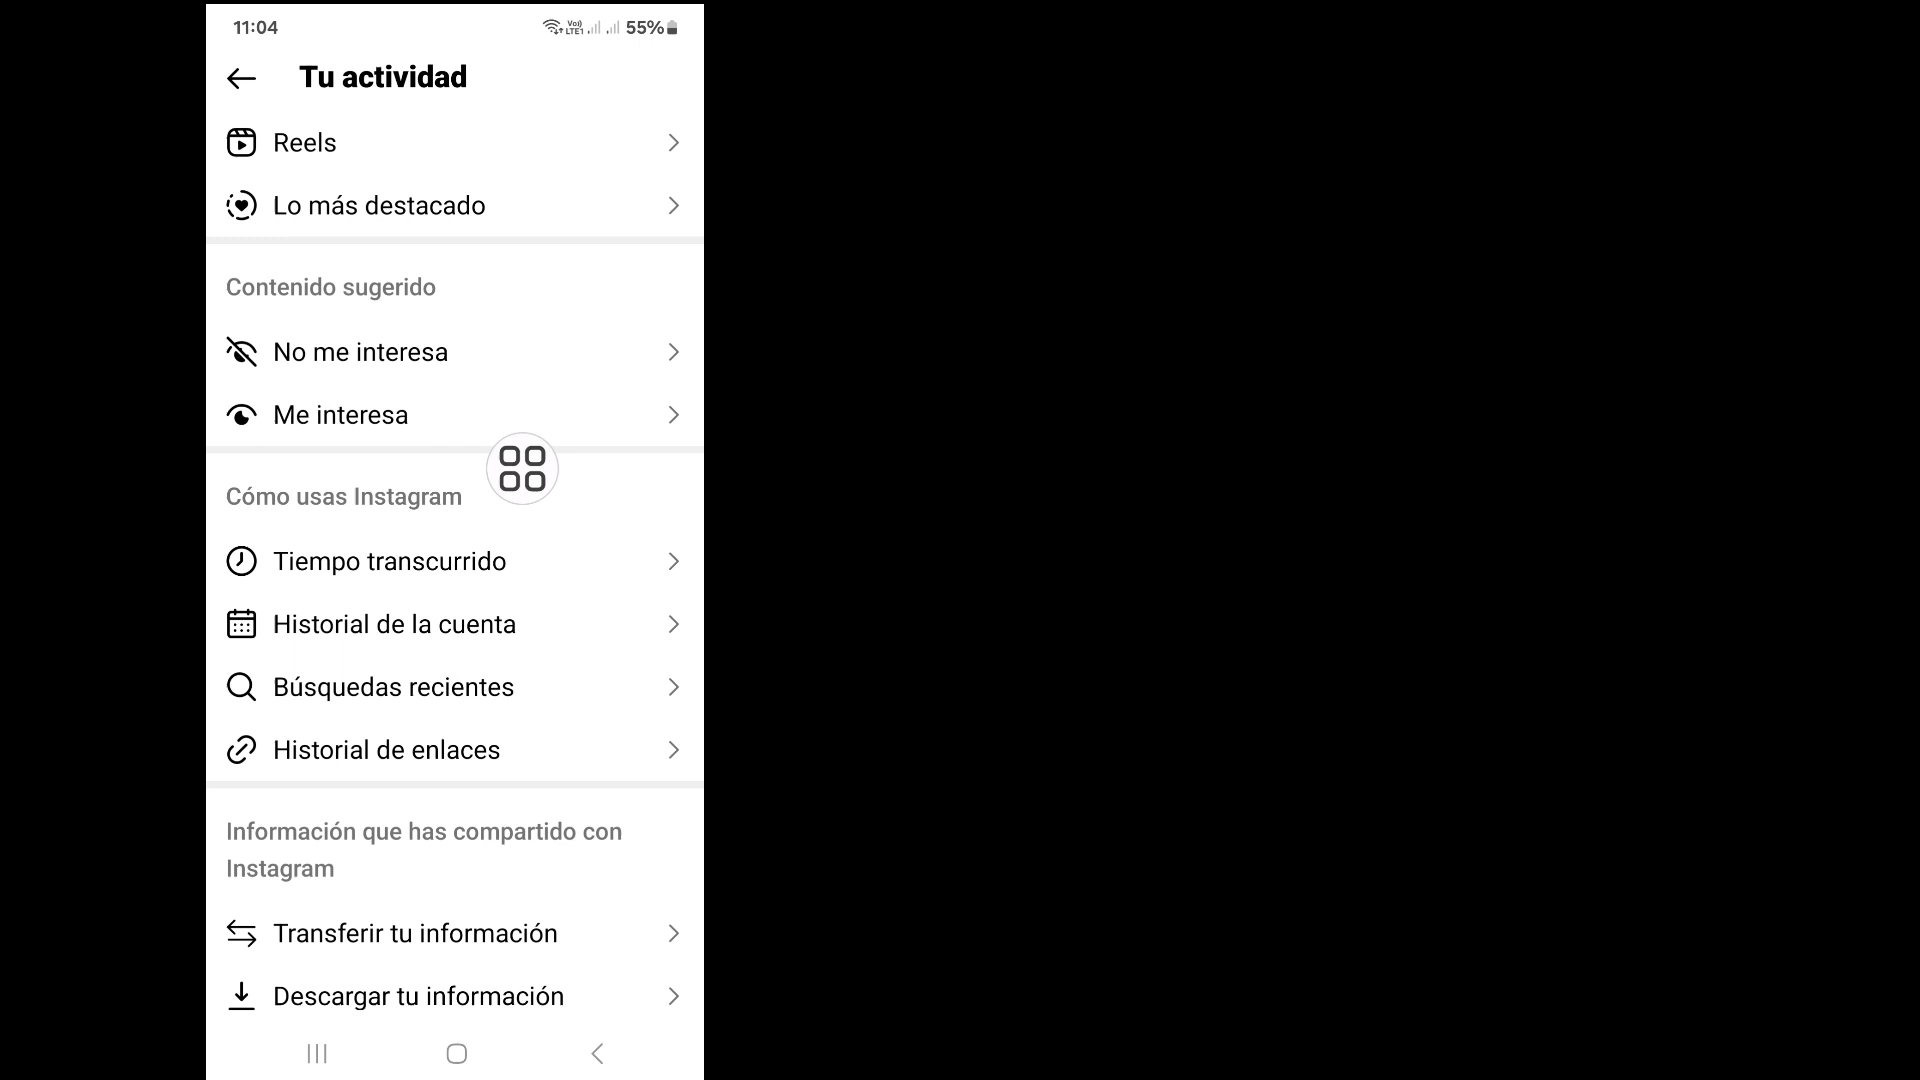 11:04
Vo)) LTE1 55%
Tu actividad
Reels
Lo más destacado
Contenido sugerido
No me interesa
Me interesa
Cómo usas Instagram
Tiempo transcurrido
Historial de la cuenta
Búsquedas recientes
Historial de enlaces
Información que has compartido con
Instagram
Transferir tu información
Descargar tu información